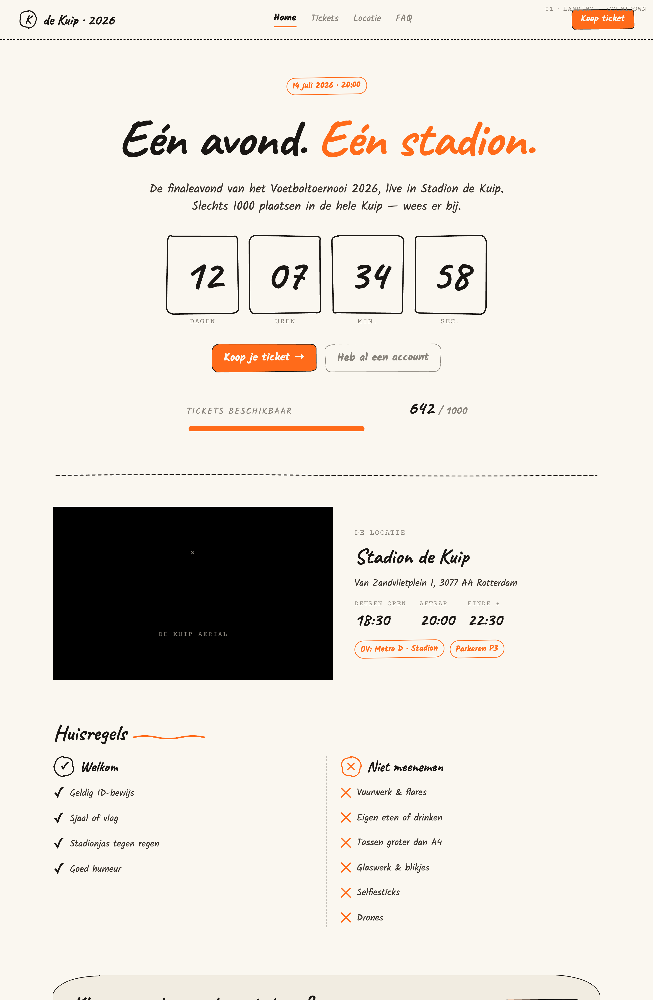 01 · LANDING — COUNTDOWN
K de Kuip · 2026
Home Tickets Locatie FAQ
Koop ticket
14 juli 2026 · 20:00
Eén avond. Eén stadion.
De finaleavond van het Voetbaltoernooi 2026, live in Stadion de Kuip.
Slechts 1000 plaatsen in de hele Kuip — wees er bij.
12 07 34 58
DAGEN UREN MIN. SEC.
Koop je ticket → Heb al een account
TICKETS BESCHIKBAAR 642 / 1000
DE KUIP AERIAL
DE LOCATIE
Stadion de Kuip
Van Zandvlietplein 1, 3077 AA Rotterdam
DEUREN OPEN AFTRAP EINDE ±
18:30 20:00 22:30
OV: Metro D · Stadion Parkeren P3
Huisregels
Welkom
Geldig ID-bewijs
Sjaal of vlag
Stadionjas tegen regen
Goed humeur
Niet meenemen
Vuurwerk & flares
Eigen eten of drinken
Tassen groter dan A4
Glaswerk & blikjes
Selfiesticks
Drones